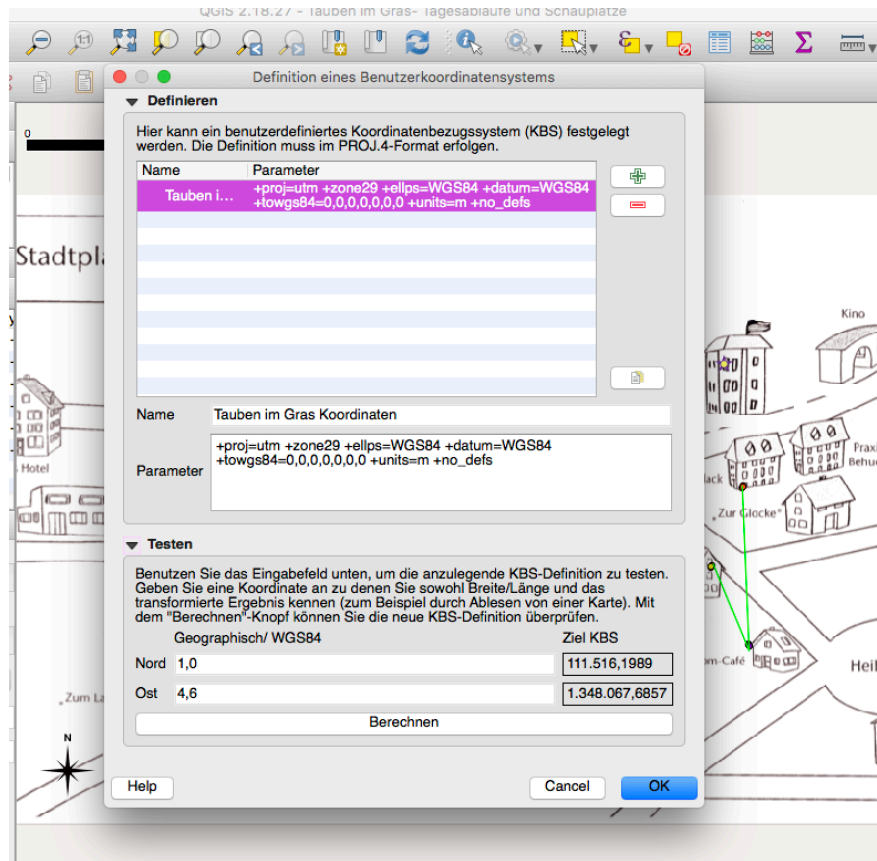 QGIS 2.18.27 - Tauben im Gras- Tagesabläufe und Schauplätze
1:1
Definition eines Benutzerkoordinatensystems
Definieren
Hier kann ein benutzerdefiniertes Koordinatenbezugssystem (KBS) festgelegt
werden. Die Definition muss im PROJ.4-Format erfolgen.
Name Parameter
Tauben i... +proj=utm +zone29 +ellps=WGS84 +datum=WGS84
+towgs84=0,0,0,0,0,0,0 +units=m +no_defs
Name Tauben im Gras Koordinaten
Parameter +proj=utm +zone29 +ellps=WGS84 +datum=WGS84
+towgs84=0,0,0,0,0,0,0 +units=m +no_defs
Testen
Benutzen Sie das Eingabefeld unten, um die anzulegende KBS-Definition zu testen.
Geben Sie eine Koordinate an zu denen Sie sowohl Breite/Länge und das
transformierte Ergebnis kennen (zum Beispiel durch Ablesen von einer Karte). Mit
dem "Berechnen"-Knopf können Sie die neue KBS-Definition überprüfen.
Geographisch/ WGS84 Ziel KBS
Nord 1,0 111.516,1989
Ost 4,6 1.348.067,6857
Berechnen
Help Cancel OK
0
Stadtpl
Hotel
„Zum La
N
Kino
Praxi
Behu
lack
„Zur Glocke"
om-Café
Heil